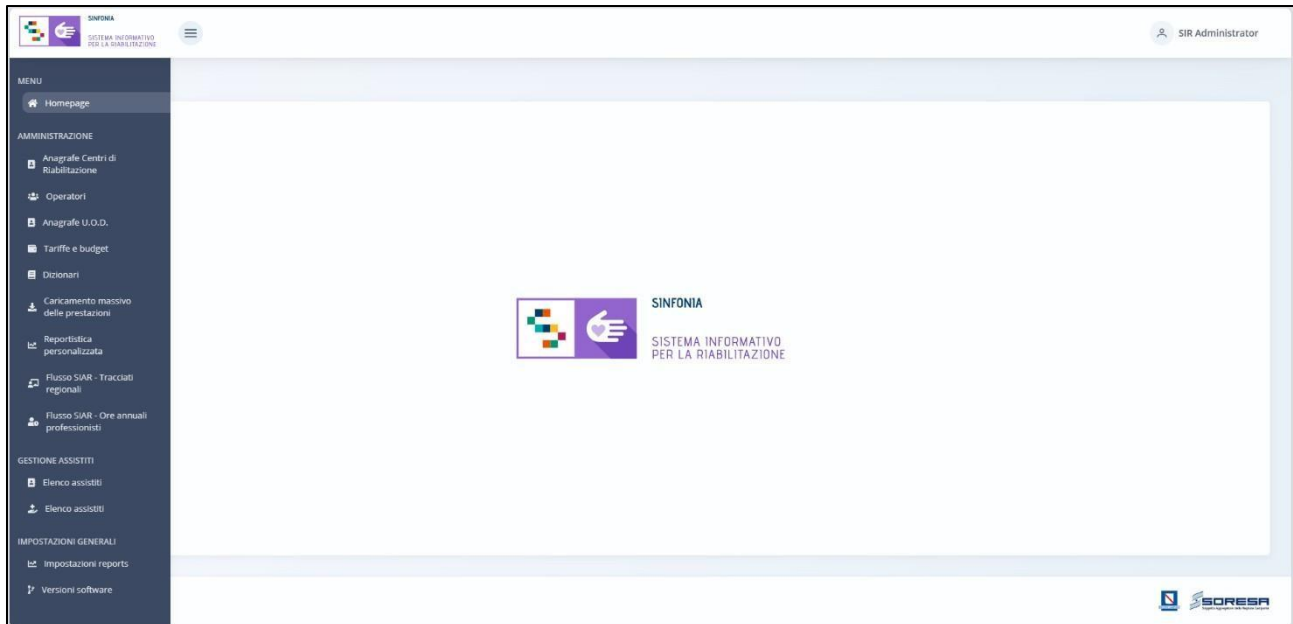 SINFONIA
SISTEMA INFORMATIVO
PER LA RIABILITAZIONE
SIR Administrator
MENU
Homepage
AMMINISTRAZIONE
Anagrafe Centri di
Riabilitazione
Operatori
Anagrafe U.O.D.
Tariffe e budget
Dizionari
Caricamento massivo
delle prestazioni
Reportistica
personalizzata
Flusso SIAR - Tracciati
regionali
Flusso SIAR - Ore annuali
professionisti
GESTIONE ASSISTITI
Elenco assistiti
Elenco assistiti
IMPOSTAZIONI GENERALI
Impostazioni reports
Versioni software
SINFONIA
SISTEMA INFORMATIVO
PER LA RIABILITAZIONE
SORESA